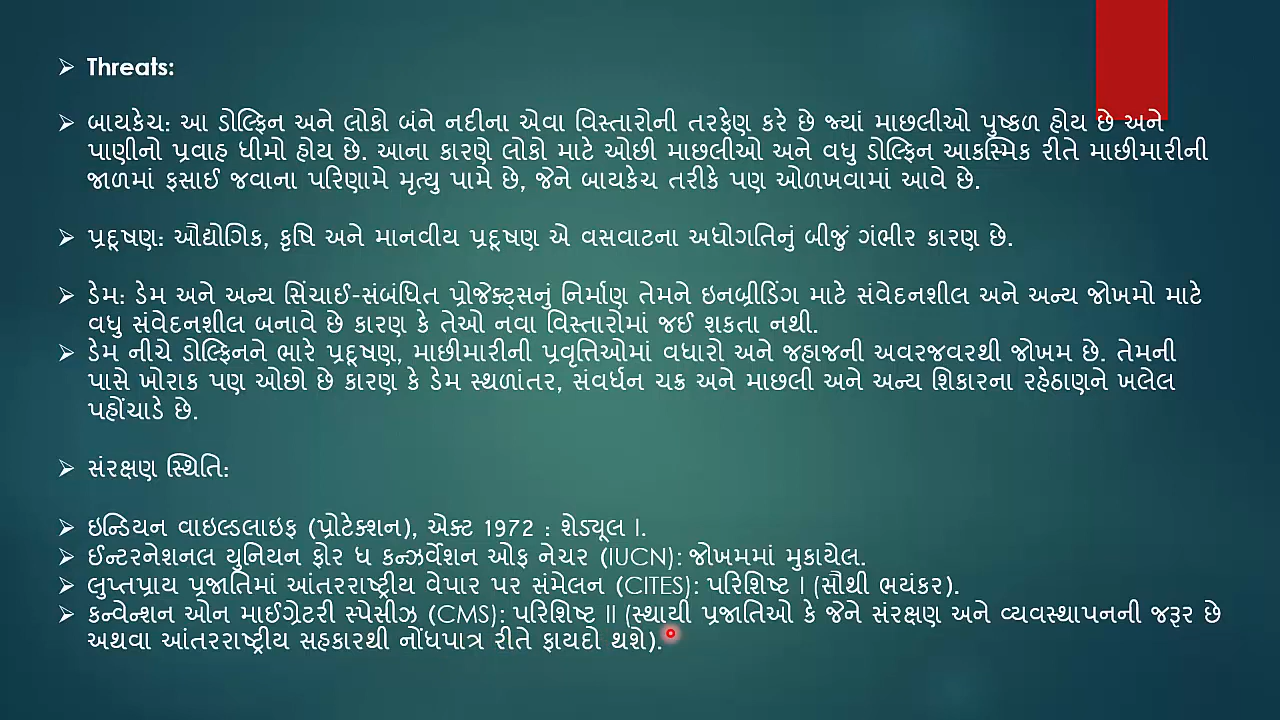 ➢ Threats:
➢ બાયકેચ: આ ડોલ્ફિન અને લોકો બંને નદીના એવા વિસ્તારોની તરફેણ કરે છે જ્યાં માછલીઓ પુષ્કળ હોય છે અને
પાણીનો પ્રવાહ ધીમો હોય છે. આના કારણે લોકો માટે ઓછી માછલીઓ અને વધુ ડોલ્ફિન આકસ્મિક રીતે માછીમારીની
જાળમાં ફસાઈ જવાના પરિણામે મૃત્યુ પામે છે, જેને બાયકેચ તરીકે પણ ઓળખવામાં આવે છે.
➢ પ્રદૂષણ: ઔદ્યોગિક, કૃષિ અને માનવીય પ્રદૂષણ એ વસવાટના અધોગતિનું બીજું ગંભીર કારણ છે.
➢ ડેમ: ડેમ અને અન્ય સિંચાઈ-સંબંધિત પ્રોજેક્ટ્સનું નિર્માણ તેમને ઇનબ્રીડિંગ માટે સંવેદનશીલ અને અન્ય જોખમો માટે
વધુ સંવેદનશીલ બનાવે છે કારણ કે તેઓ નવા વિસ્તારોમાં જઈ શકતા નથી.
➢ ડેમ નીચે ડોલ્ફિનને ભારે પ્રદૂષણ, માછીમારીની પ્રવૃત્તિઓમાં વધારો અને જહાજની અવરજવરથી જોખમ છે. તેમની
પાસે ખોરાક પણ ઓછો છે કારણ કે ડેમ સ્થળાંતર, સંવર્ધન ચક્ર અને માછલી અને અન્ય શિકારના રહેઠાણને ખલેલ
પહોંચાડે છે.
➢ સંરક્ષણ સ્થિતિ:
➢ ઇન્ડિયન વાઇલ્ડલાઇફ (પ્રોટેક્શન), એક્ટ 1972 : શેડ્યૂલ I.
➢ ઈન્ટરનેશનલ યુનિયન ફોર ધ કન્ઝર્વેશન ઓફ નેચર (IUCN): જોખમમાં મુકાયેલ.
➢ લુપ્તપ્રાય પ્રજાતિમાં આંતરરાષ્ટ્રીય વેપાર પર સંમેલન (CITES): પરિશિષ્ટ I (સૌથી ભયંકર).
➢ કન્વેન્શન ઓન માઈગ્રેટરી સ્પેસીઝ (CMS): પરિશિષ્ટ II (સ્થાયી પ્રજાતિઓ કે જેને સંરક્ષણ અને વ્યવસ્થાપનની જરૂર છે
અથવા આંતરરાષ્ટ્રીય સહકારથી નોંધપાત્ર રીતે ફાયદો થશે).